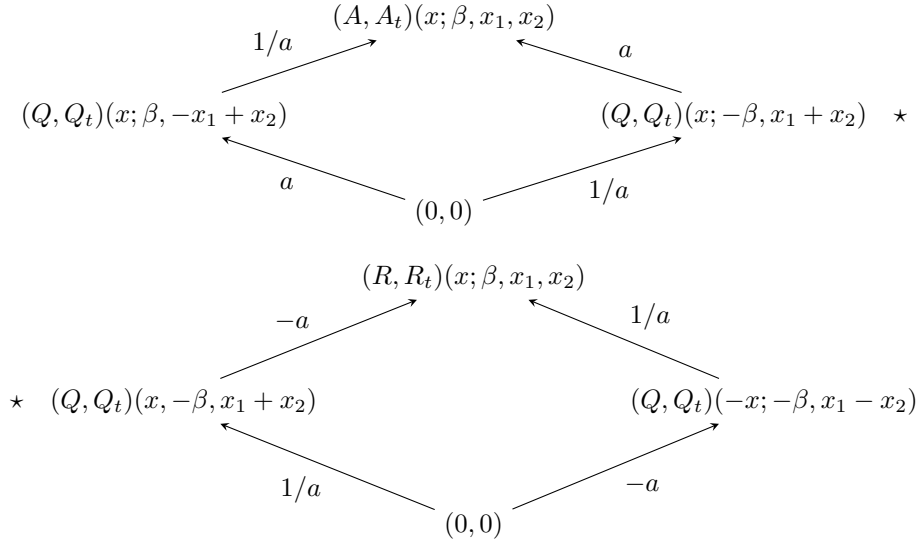 (A, A_t)(x; β, x_1, x_2)
1/a a
(Q, Q_t)(x; β, −x_1 + x_2) (Q, Q_t)(x; −β, x_1 + x_2) ⋆
a 1/a
(0, 0)
(R, R_t)(x; β, x_1, x_2)
−a 1/a
⋆ (Q, Q_t)(x, −β, x_1 + x_2) (Q, Q_t)(−x; −β, x_1 − x_2)
1/a −a
(0, 0)